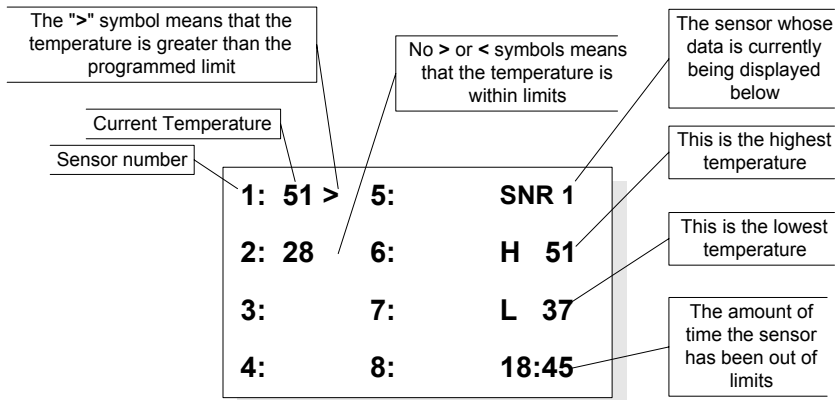 The ">" symbol means that the
temperature is greater than the
programmed limit
No > or < symbols means
that the temperature is
within limits
The sensor whose
data is currently
being displayed
below
Current Temperature
Sensor number
This is the highest
temperature
This is the lowest
temperature
The amount of
time the sensor
has been out of
limits
1: 51 > 5: SNR 1
2: 28 6: H 51
3: 7: L 37
4: 8: 18:45